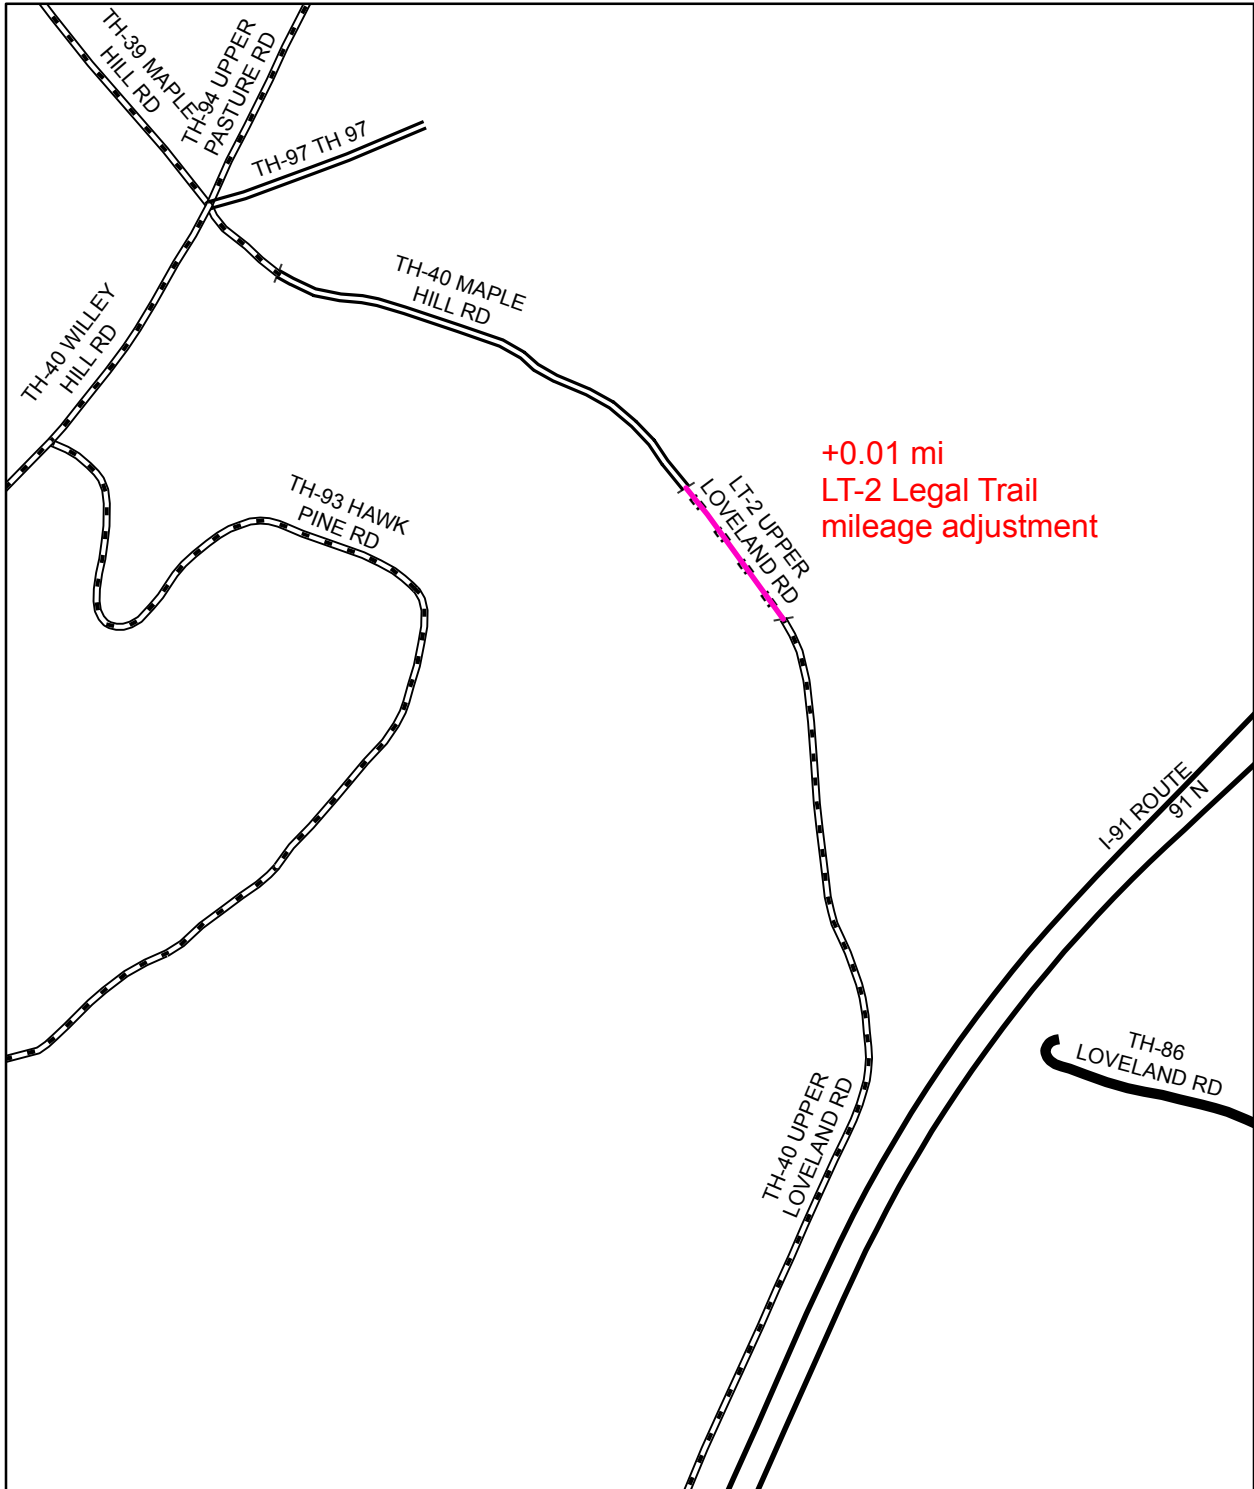 TH-39 MAPLE
HILL RD
TH-94 UPPER
PASTURE RD
TH-97 TH 97
TH-40 MAPLE
HILL RD
TH-40 WILLEY
HILL RD
+0.01 mi
LT-2 Legal Trail
mileage adjustment
LT-2 UPPER
LOVELAND RD
TH-93 HAWK
PINE RD
I-91 ROUTE
91 N
TH-86
LOVELAND RD
TH-40 UPPER
LOVELAND RD